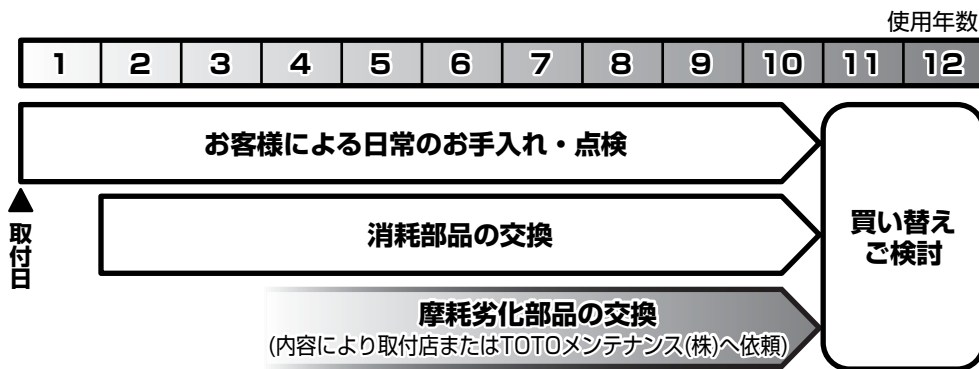 使用年数
1 2 3 4 5 6 7 8 9 10 11 12
お客様による日常のお手入れ・点検
取付日
消耗部品の交換
買い替え
ご検討
摩耗劣化部品の交換
(内容により取付店またはTOTOメンテナンス(株)へ依頼)